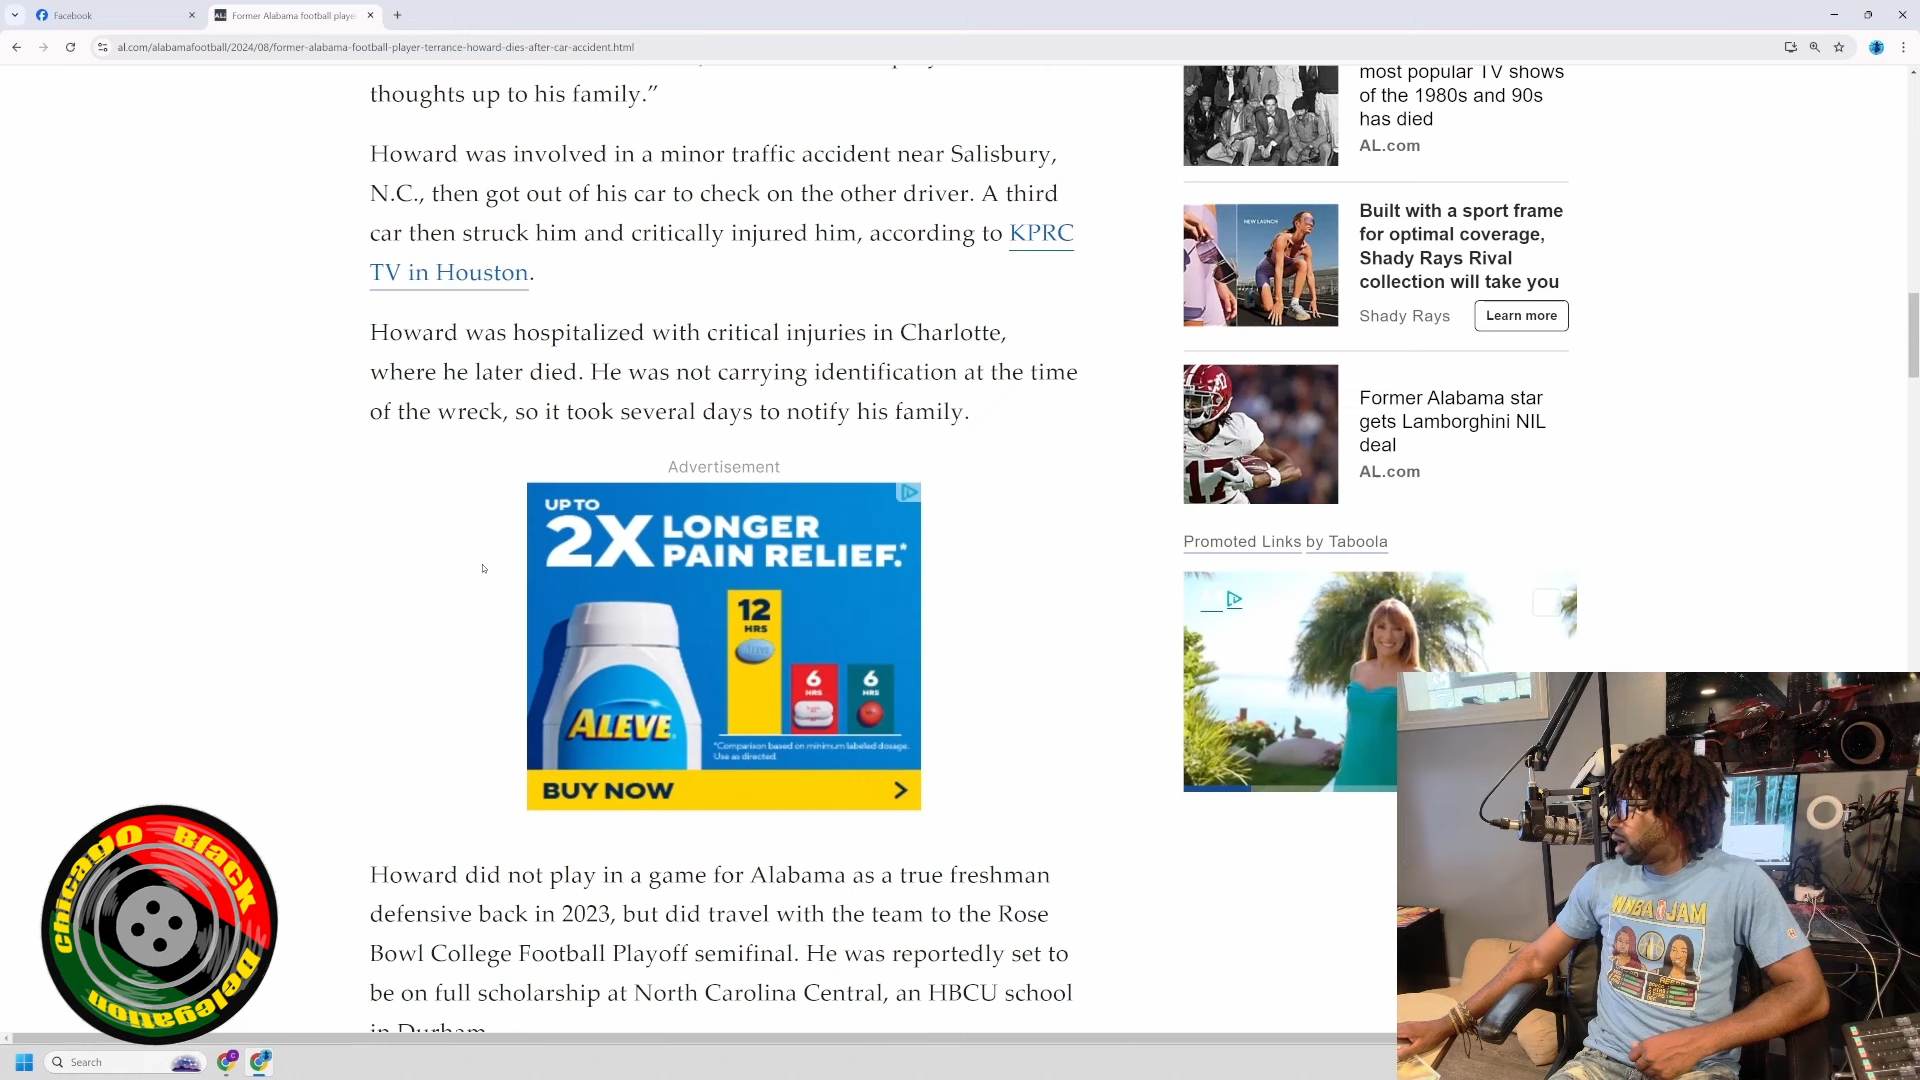 Facebook
Former Alabama football playe
al.com/alabamafootball/2024/08/former-alabama-football-player-terrance-howard-dies-after-car-accident.html
thoughts up to his family.”
Howard was involved in a minor traffic accident near Salisbury,
N.C., then got out of his car to check on the other driver. A third
car then struck him and critically injured him, according to KPRC
TV in Houston.
Howard was hospitalized with critical injuries in Charlotte,
where he later died. He was not carrying identification at the time
of the wreck, so it took several days to notify his family.
Advertisement
UP TO
2X LONGER
PAIN RELIEF.*
12
HRS
6
HRS
6
HRS
ALEVE
*Comparison based on minimum labeled dosage.
Use as directed.
BUY NOW
Howard did not play in a game for Alabama as a true freshman
defensive back in 2023, but did travel with the team to the Rose
Bowl College Football Playoff semifinal. He was reportedly set to
be on full scholarship at North Carolina Central, an HBCU school
in Durham
most popular TV shows
of the 1980s and 90s
has died
AL.com
NEW LAUNCH
Built with a sport frame
for optimal coverage,
Shady Rays Rival
collection will take you
Shady Rays
Learn more
17
Former Alabama star
gets Lamborghini NIL
deal
AL.com
Promoted Links by Taboola
WNBA JAM
Chicago Black Delegation
Search